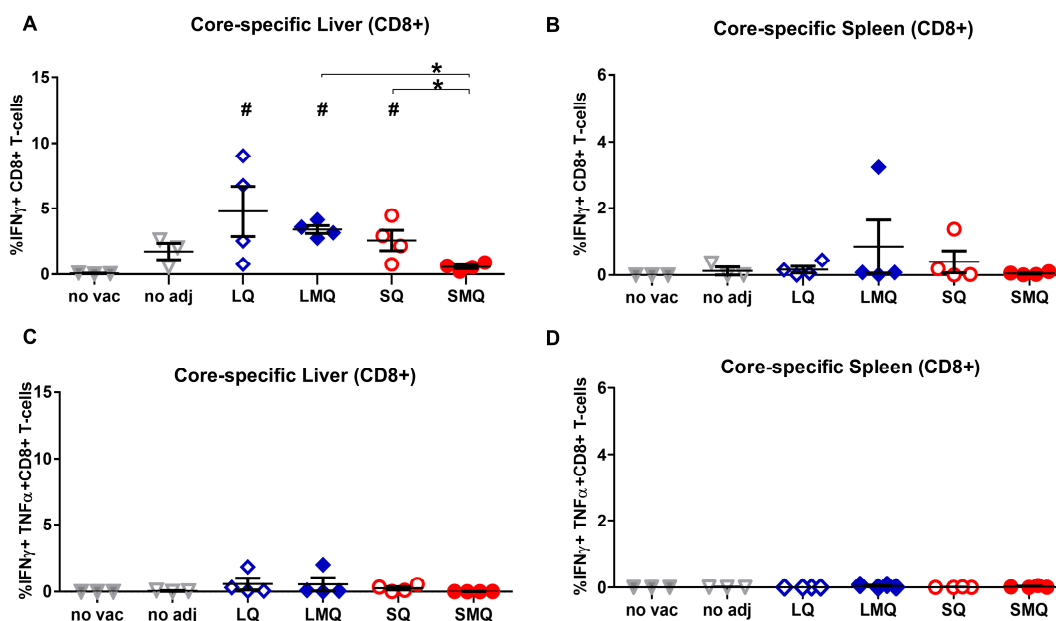 A
Core-specific Liver (CD8+)
%IFNγ+ CD8+ T-cells
15
10
5
0
*
*
# # #
no vac no adj LQ LMQ SQ SMQ
B
Core-specific Spleen (CD8+)
%IFNγ+ CD8+ T-cells
6
4
2
0
no vac no adj LQ LMQ SQ SMQ
C
Core-specific Liver (CD8+)
%IFNγ+ TNFα+CD8+ T-cells
15
10
5
0
no vac no adj LQ LMQ SQ SMQ
D
Core-specific Spleen (CD8+)
%IFNγ+ TNFα+CD8+ T-cells
6
4
2
0
no vac no adj LQ LMQ SQ SMQ